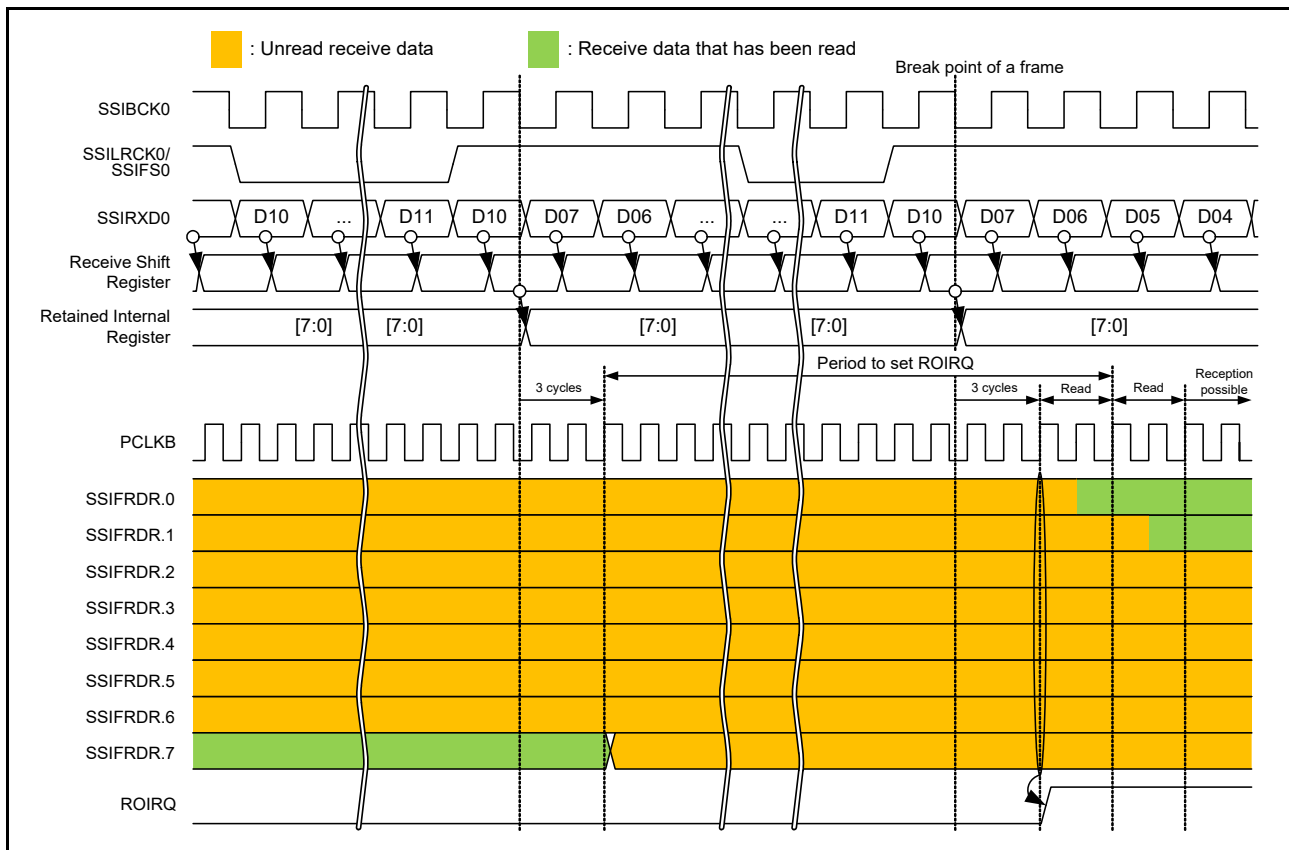 : Unread receive data
: Receive data that has been read
Break point of a frame
SSIBCK0
SSILRCK0/
SSIFS0
SSIRXD0
D10
...
D11
D10
D07
D06
...
...
D11
D10
D07
D06
D05
D04
Receive Shift
Register
Retained Internal
Register
[7:0]
[7:0]
[7:0]
[7:0]
[7:0]
Period to set ROIRQ
3 cycles
3 cycles
Read
Read
Reception
possible
PCLKB
SSIFRDR.0
SSIFRDR.1
SSIFRDR.2
SSIFRDR.3
SSIFRDR.4
SSIFRDR.5
SSIFRDR.6
SSIFRDR.7
ROIRQ